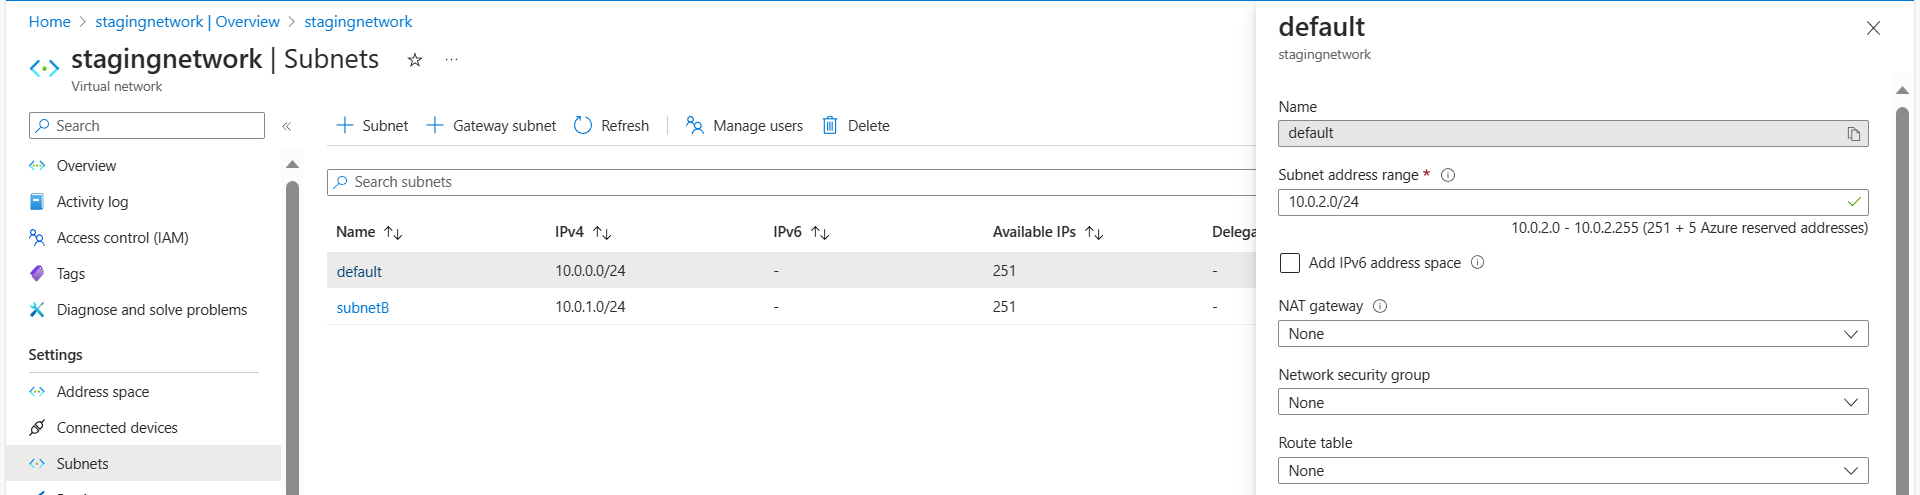 Home > stagingnetwork | Overview > stagingnetwork
stagingnetwork | Subnets
Virtual network
Search
Overview
Activity log
Access control (IAM)
Tags
Diagnose and solve problems
Settings
Address space
Connected devices
Subnets
+ Subnet + Gateway subnet Refresh | Manage users Delete
Search subnets
Name ↑↓ IPv4 ↑↓ IPv6 ↑↓ Available IPs ↑↓ Delega
default 10.0.0.0/24 - 251 -
subnetB 10.0.1.0/24 - 251 -
default
stagingnetwork
Name
default
Subnet address range *
10.0.2.0/24
10.0.2.0 - 10.0.2.255 (251 + 5 Azure reserved addresses)
Add IPv6 address space
NAT gateway
None
Network security group
None
Route table
None